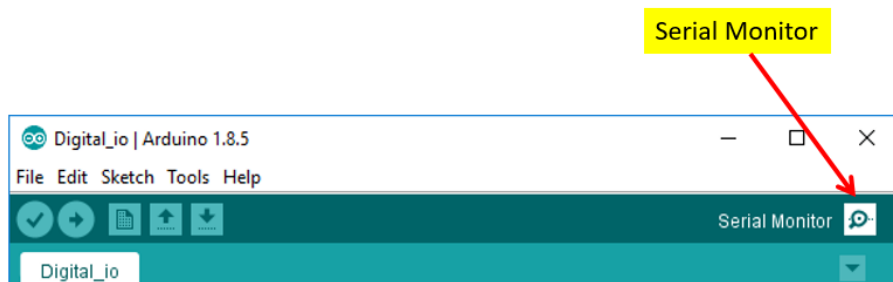 Serial Monitor
Digital_io | Arduino 1.8.5
File Edit Sketch Tools Help
Serial Monitor
Digital_io